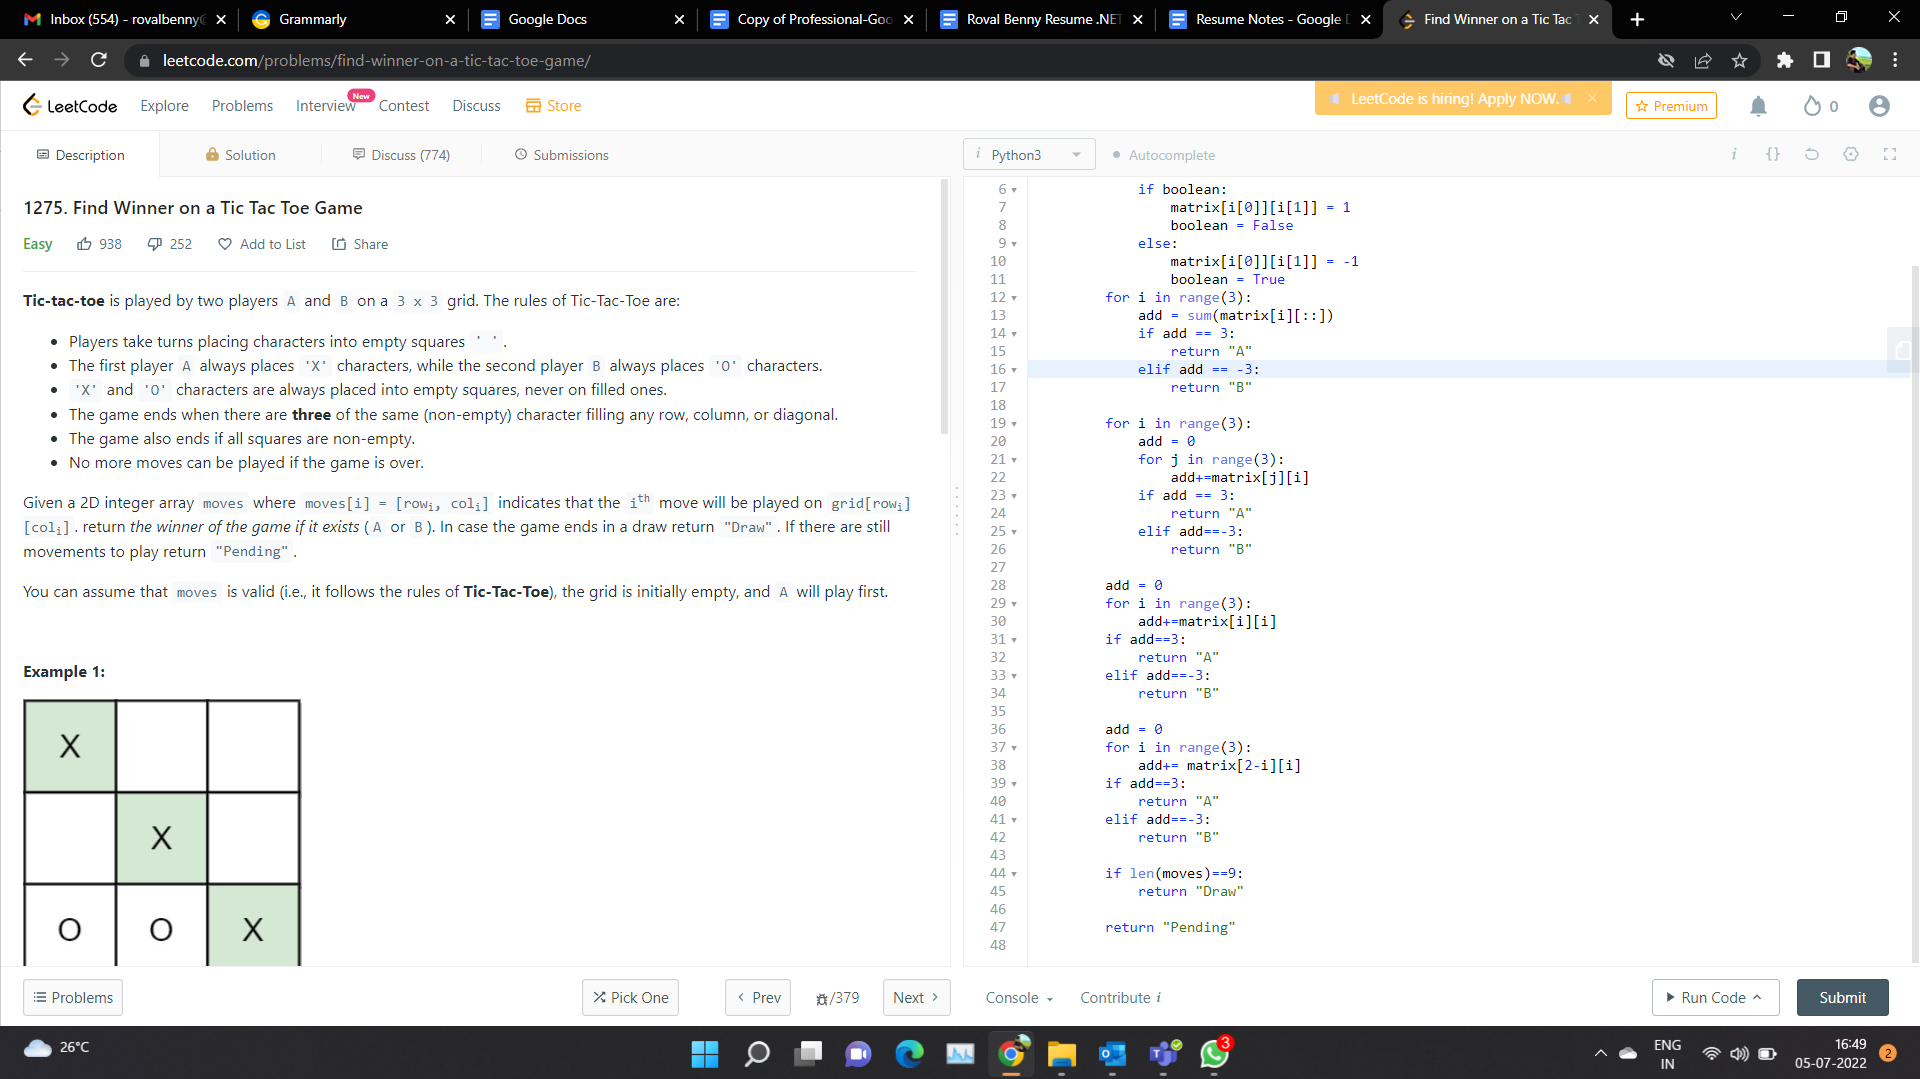 Inbox (554) - rovalbenny@
Grammarly
Google Docs
Copy of Professional-Goo
Roval Benny Resume .NET
Resume Notes - Google D
Find Winner on a Tic Tac T
leetcode.com/problems/find-winner-on-a-tic-tac-toe-game/
LeetCode
Explore
Problems
Interview
New
Contest
Discuss
Store
LeetCode is hiring! Apply NOW.
Premium
0
Description
Solution
Discuss (774)
Submissions
1275. Find Winner on a Tic Tac Toe Game
Easy 938 252 Add to List Share
Tic-tac-toe is played by two players A and B on a 3 x 3 grid. The rules of Tic-Tac-Toe are:
• Players take turns placing characters into empty squares ' '.
• The first player A always places 'X' characters, while the second player B always places 'O' characters.
• 'X' and 'O' characters are always placed into empty squares, never on filled ones.
• The game ends when there are three of the same (non-empty) character filling any row, column, or diagonal.
• The game also ends if all squares are non-empty.
• No more moves can be played if the game is over.
Given a 2D integer array moves where moves[i] = [rowi, coli] indicates that the ith move will be played on grid[rowi]
[coli]. return the winner of the game if it exists (A or B). In case the game ends in a draw return "Draw". If there are still
movements to play return "Pending".
You can assume that moves is valid (i.e., it follows the rules of Tic-Tac-Toe), the grid is initially empty, and A will play first.
Example 1:
X
X
O O X
Python3
Autocomplete
i {}
6 if boolean:
7 matrix[i[0]][i[1]] = 1
8 boolean = False
9 else:
10 matrix[i[0]][i[1]] = -1
11 boolean = True
12 for i in range(3):
13 add = sum(matrix[i][::])
14 if add == 3:
15 return "A"
16 elif add == -3:
17 return "B"
18
19 for i in range(3):
20 add = 0
21 for j in range(3):
22 add+=matrix[j][i]
23 if add == 3:
24 return "A"
25 elif add==-3:
26 return "B"
27
28 add = 0
29 for i in range(3):
30 add+=matrix[i][i]
31 if add==3:
32 return "A"
33 elif add==-3:
34 return "B"
35
36 add = 0
37 for i in range(3):
38 add+= matrix[2-i][i]
39 if add==3:
40 return "A"
41 elif add==-3:
42 return "B"
43
44 if len(moves)==9:
45 return "Draw"
46
47 return "Pending"
48
Problems
Pick One
Prev
/379
Next
Console
Contribute i
Run Code
Submit
26°C
3
ENG
IN
16:49
05-07-2022
2